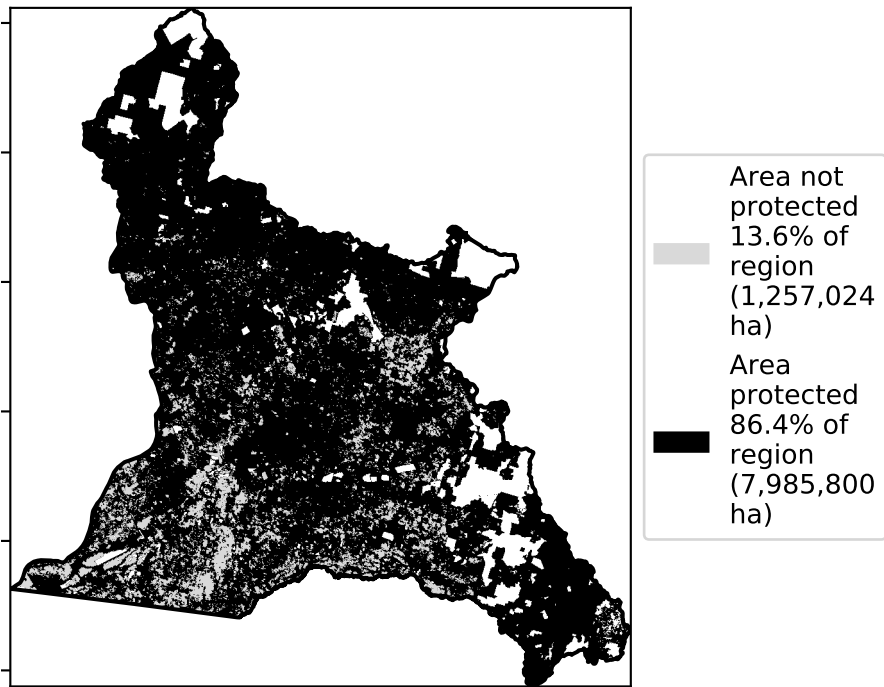 Area not
protected
13.6% of
region
(1,257,024
ha)
Area
protected
86.4% of
region
(7,985,800
ha)